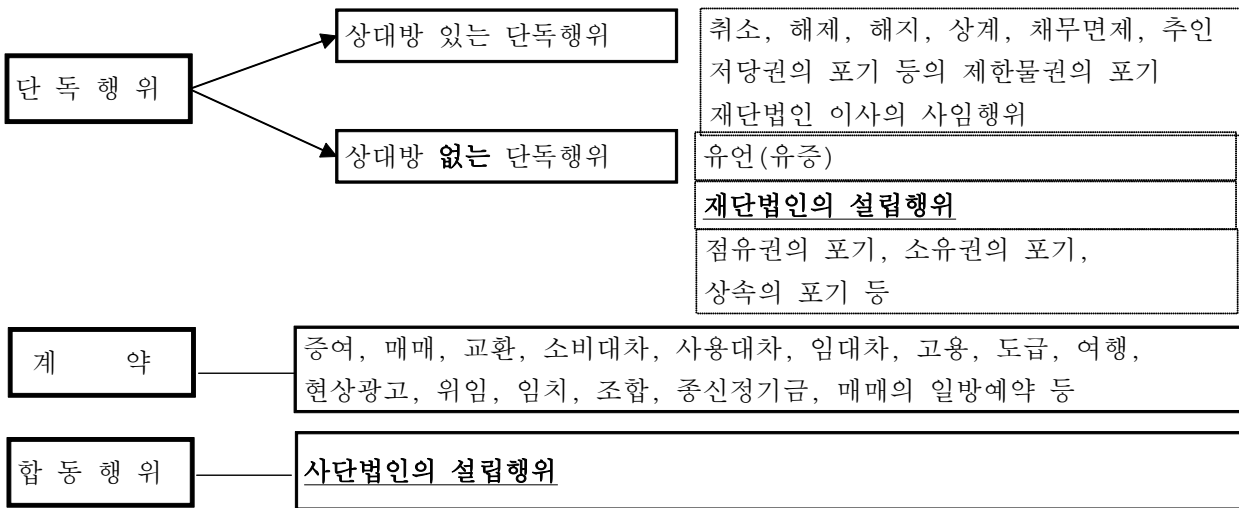 단 독 행 위
상대방 있는 단독행위
취소, 해제, 해지, 상계, 채무면제, 추인
저당권의 포기 등의 제한물권의 포기
재단법인 이사의 사임행위
상대방 없는 단독행위
유언(유증)
재단법인의 설립행위
점유권의 포기, 소유권의 포기,
상속의 포기 등
계 약
증여, 매매, 교환, 소비대차, 사용대차, 임대차, 고용, 도급, 여행,
현상광고, 위임, 임치, 조합, 종신정기금, 매매의 일방예약 등
합 동 행 위
사단법인의 설립행위